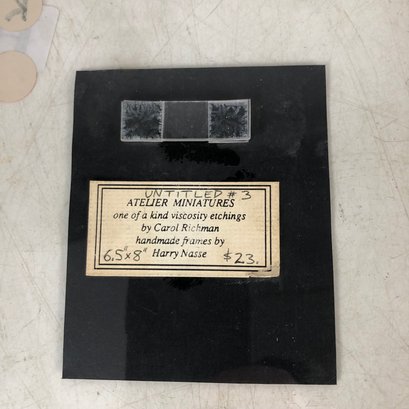 UNTITLED #3
ATELIER MINIATURES
one of a kind viscosity etchings
by Carol Richman
handmade frames by
6.5"x8" Harry Nasse $23.